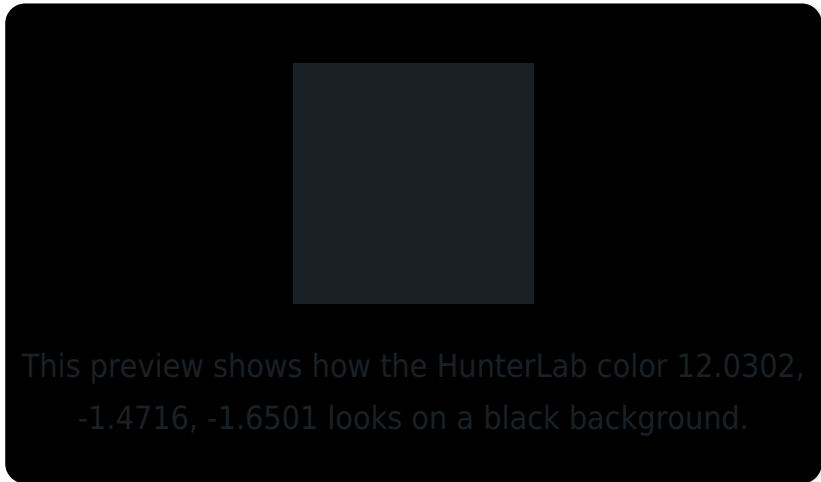 This preview shows how the HunterLab color 12.0302,
-1.4716, -1.6501 looks on a black background.